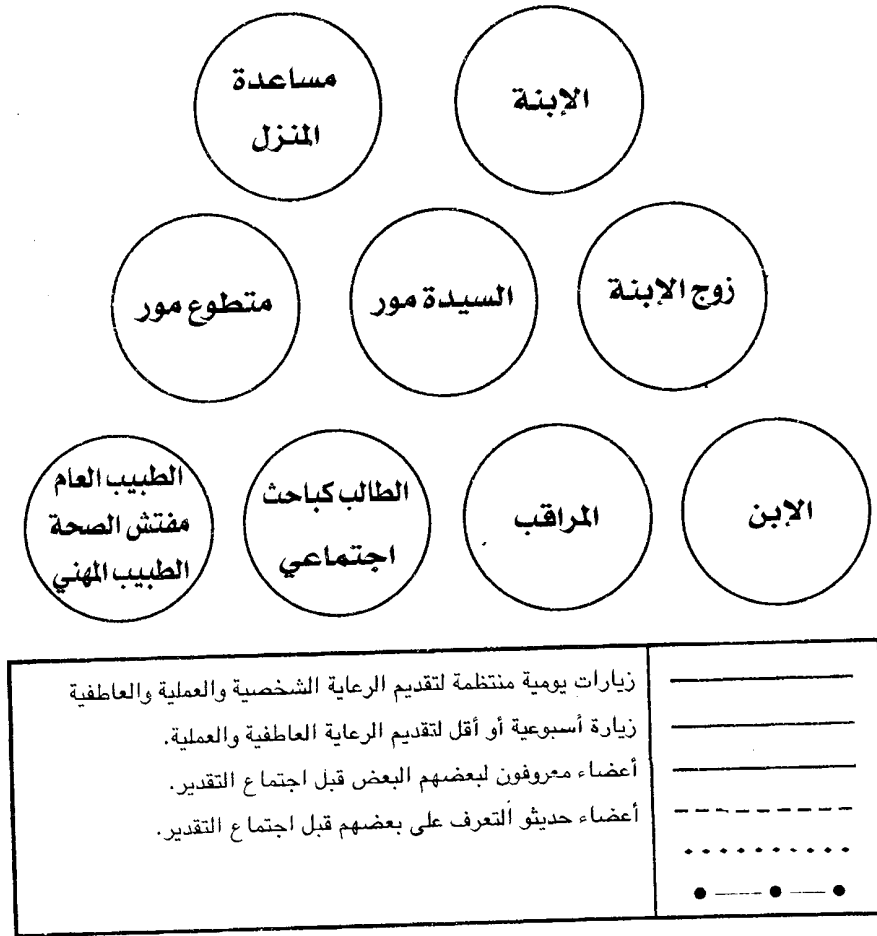 الإبنة
مساعدة
المنزل
زوج الإبنة
السيدة مور
متطوع مور
الإبن
المراقب
الطالب كباحث
اجتماعي
الطبيب العام
مفتش الصحة
الطبيب المهني
زيارات يومية منتظمة لتقديم الرعاية الشخصية والعملية والعاطفية
زيارة أسبوعية أو أقل لتقديم الرعاية العاطفية والعملية.
أعضاء معروفون لبعضهم البعض قبل اجتماع التقدير.
أعضاء حديثو التعرف على بعضهم قبل اجتماع التقدير.